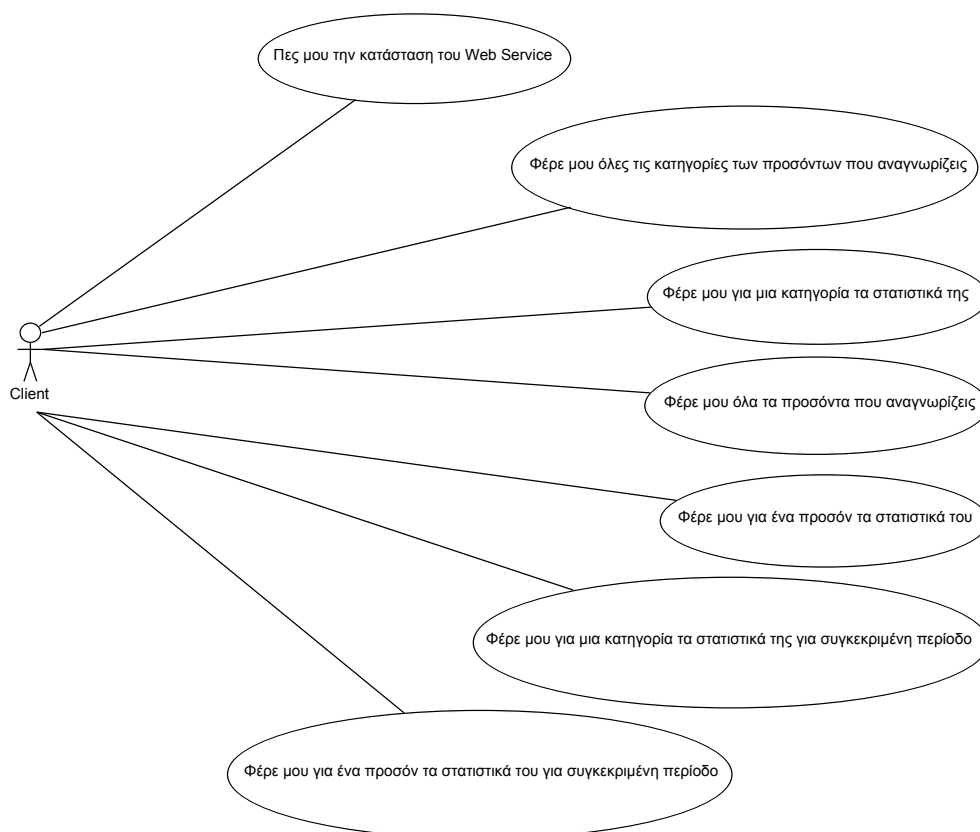 Πες μου την κατάσταση του Web Service
Φέρε μου όλες τις κατηγορίες των προσόντων που αναγνωρίζεις
Φέρε μου για μια κατηγορία τα στατιστικά της
Client
Φέρε μου όλα τα προσόντα που αναγνωρίζεις
Φέρε μου για ένα προσόν τα στατιστικά του
Φέρε μου για μια κατηγορία τα στατιστικά της για συγκεκριμένη περίοδο
Φέρε μου για ένα προσόν τα στατιστικά του για συγκεκριμένη περίοδο